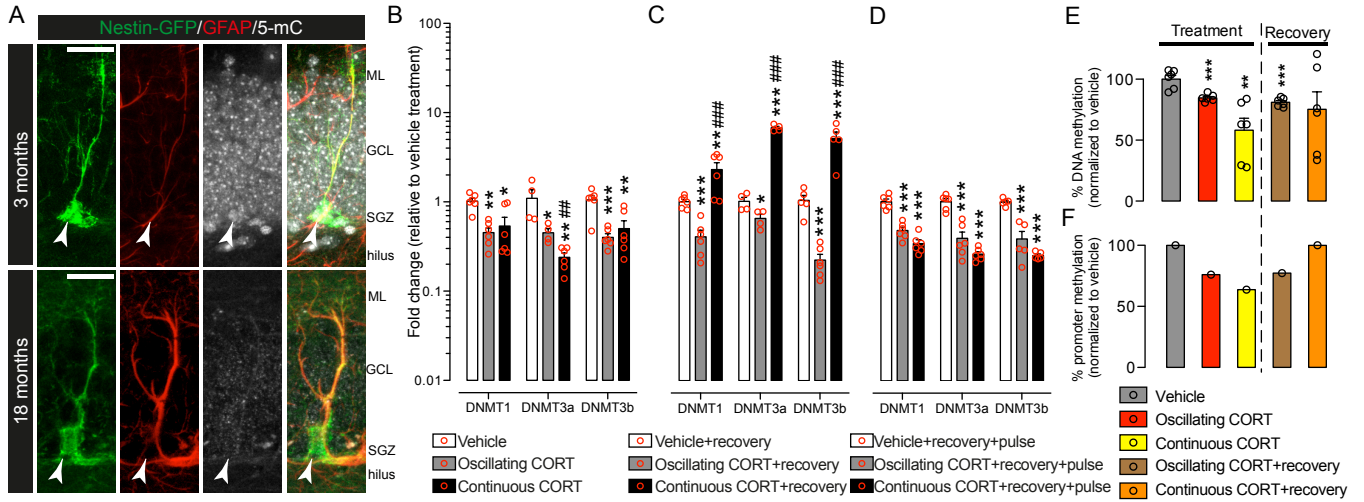 A
Nestin-GFP/GFAP/5-mC
3 months
ML
GCL
SGZ
hilus
18 months
ML
GCL
SGZ
hilus
B
C
D
Fold change (relative to vehicle treatment)
100
10
1
0.1
0.01
** * * ** ## *** **
*** ** ### * *** #### *** *** ####
*** *** *** *** *** ***
DNMT1 DNMT3a DNMT3b
DNMT1 DNMT3a DNMT3b
DNMT1 DNMT3a DNMT3b
Vehicle
Oscillating CORT
Continuous CORT
Vehicle+recovery
Oscillating CORT+recovery
Continuous CORT+recovery
Vehicle+recovery+pulse
Oscillating CORT+recovery+pulse
Continuous CORT+recovery+pulse
E
Treatment
Recovery
% DNA methylation
(normalized to vehicle)
100
50
0
*** ** ***
F
% promoter methylation
(normalized to vehicle)
100
50
0
Vehicle
Oscillating CORT
Continuous CORT
Oscillating CORT+recovery
Continuous CORT+recovery